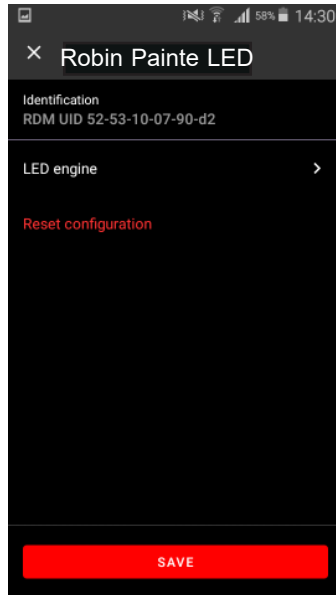 58% 14:30
Robin Painte LED
Identification
RDM UID 52-53-10-07-90-d2
LED engine
Reset configuration
SAVE